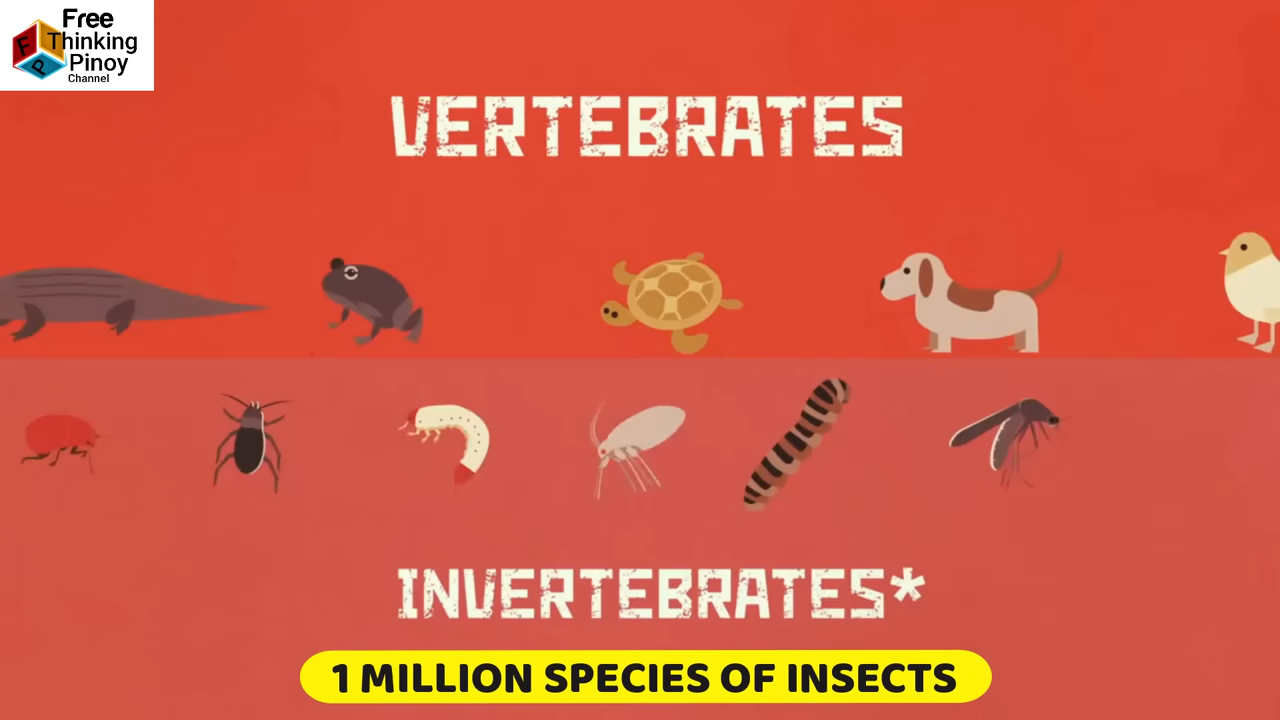 Free
Thinking
Pinoy
Channel
F
P
VERTEBRATES
INVERTEBRATES*
1 MILLION SPECIES OF INSECTS